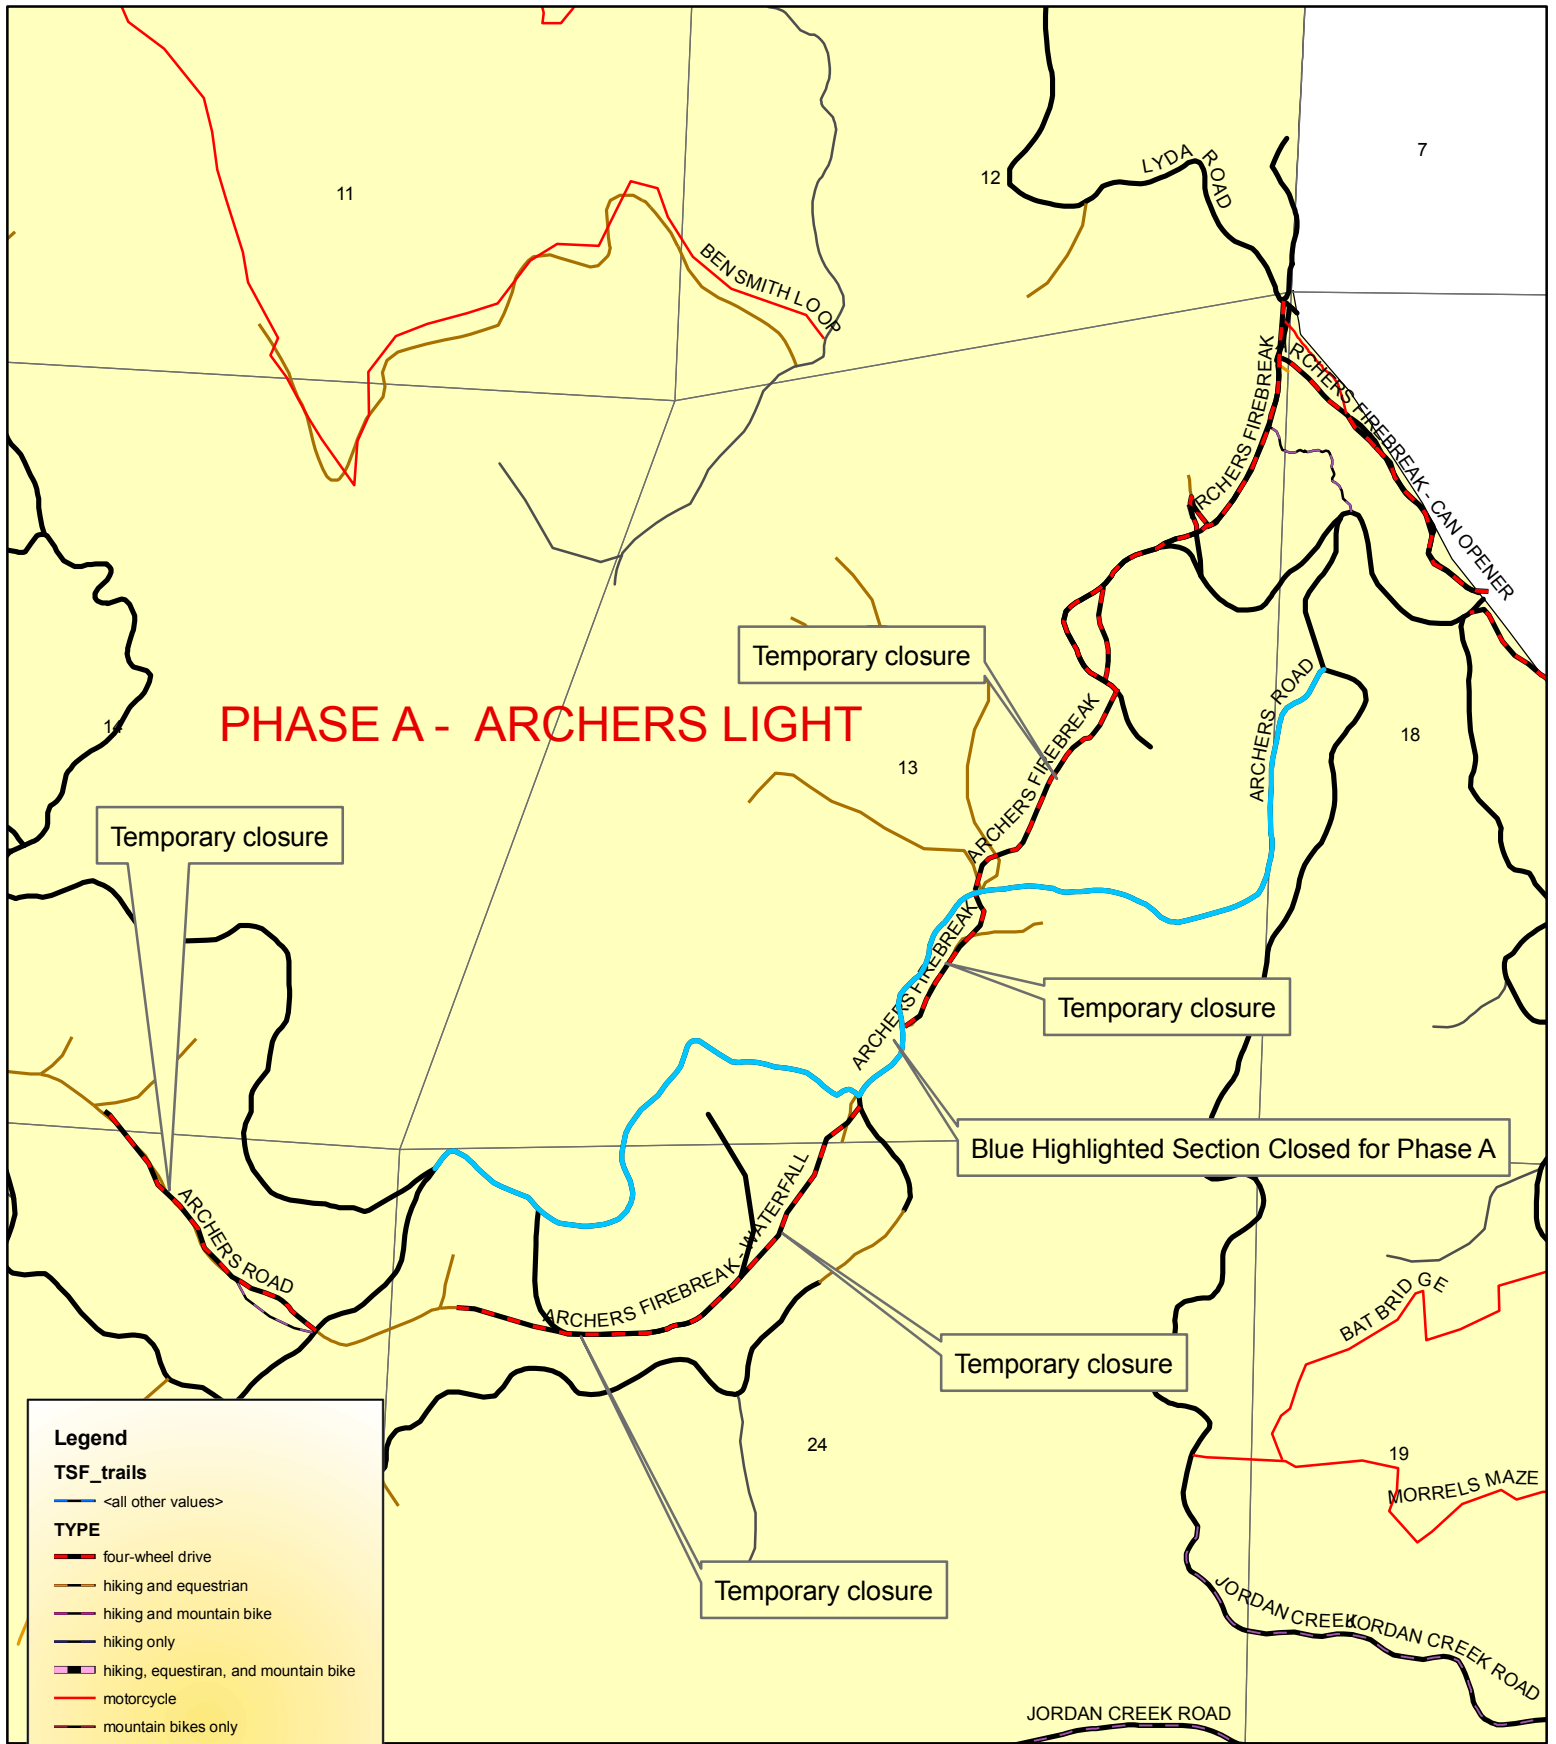 7
11
12
LYDA ROAD
BEN SMITH LOOP
ARCHERS FIREBREAK
ARCHERS FIREBREAK - CAN OPENER
ARCHERS FIREBREAK
Temporary closure
ARCHERS ROAD
14
PHASE A - ARCHERS LIGHT
18
13
ARCHERS FIREBREAK
Temporary closure
ARCHERS FIREBREAK
Temporary closure
Blue Highlighted Section Closed for Phase A
ARCHERS ROAD
ARCHERS FIREBREAK - WATERFALL
BAT BRIDGE
Temporary closure
24
19
MORRELS MAZE
Temporary closure
JORDAN CREEK
JORDAN CREEK ROAD
JORDAN CREEK ROAD
Legend
TSF_trails
<all other values>
TYPE
four-wheel drive
hiking and equestrian
hiking and mountain bike
hiking only
hiking, equestiran, and mountain bike
motorcycle
mountain bikes only